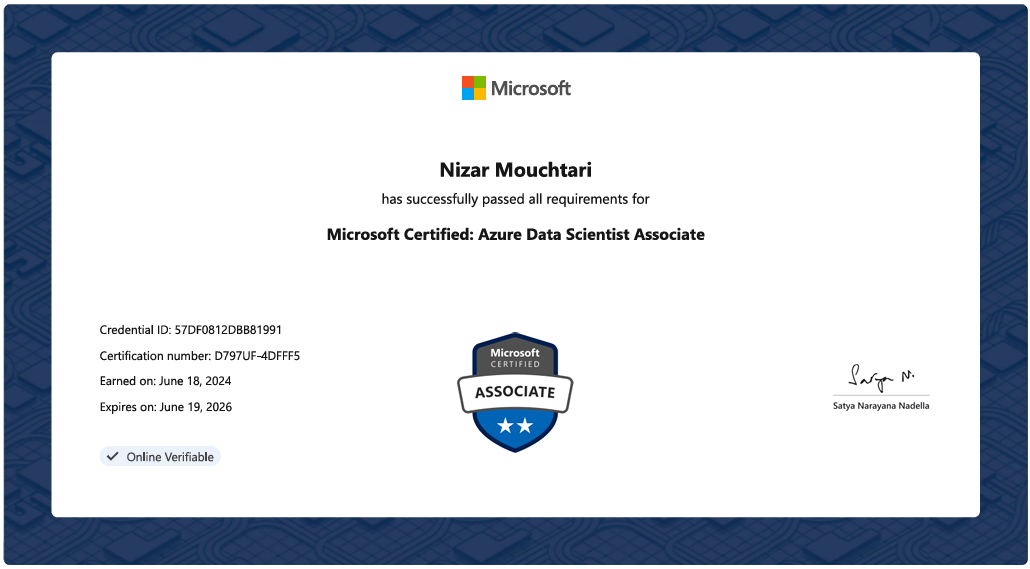 Microsoft
Nizar Mouchtari
has successfully passed all requirements for
Microsoft Certified: Azure Data Scientist Associate
Credential ID: 57DF0812DBB81991
Certification number: D797UF-4DFFF5
Earned on: June 18, 2024
Expires on: June 19, 2026
Online Verifiable
Microsoft
CERTIFIED
ASSOCIATE
Satya N.
Satya Narayana Nadella